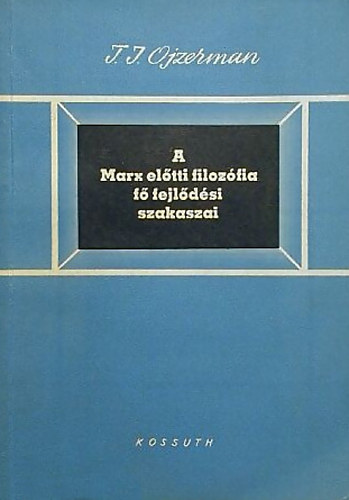 T. I. Ojzerman
A
Marx előtti filozófia
fő fejlődési
szakaszai
KOSSUTH